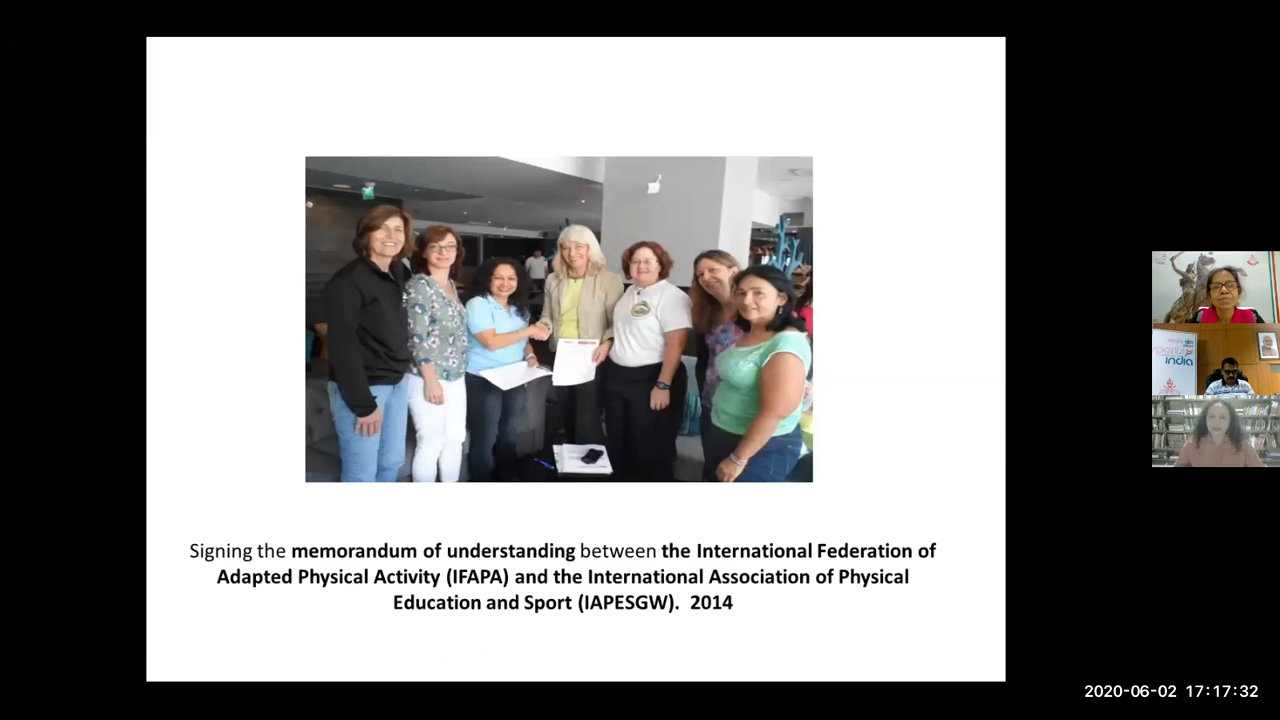 Signing the memorandum of understanding between the International Federation of
Adapted Physical Activity (IFAPA) and the International Association of Physical
Education and Sport (IAPESGW).  2014
india
2020-06-02 17:17:32